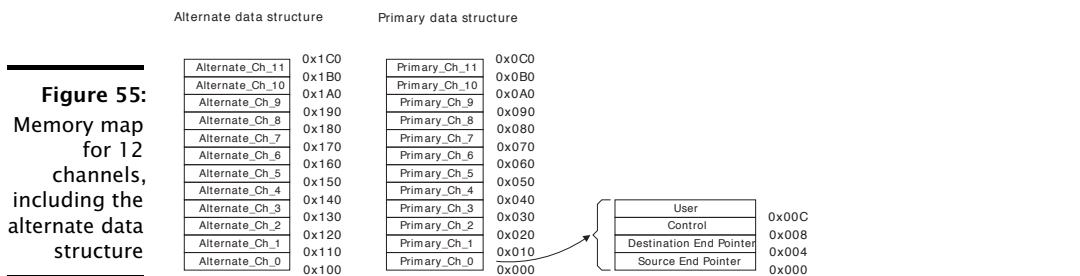 Alternate data structure
Primary data structure
Figure 55:
Memory map
for 12
channels,
including the
alternate data
structure
0x1C0
Alternate_Ch_11
0x1B0
Alternate_Ch_10
0x1A0
Alternate_Ch_9
0x190
Alternate_Ch_8
0x180
Alternate_Ch_7
0x170
Alternate_Ch_6
0x160
Alternate_Ch_5
0x150
Alternate_Ch_4
0x140
Alternate_Ch_3
0x130
Alternate_Ch_2
0x120
Alternate_Ch_1
0x110
Alternate_Ch_0
0x100
0x0C0
Primary_Ch_11
0x0B0
Primary_Ch_10
0x0A0
Primary_Ch_9
0x090
Primary_Ch_8
0x080
Primary_Ch_7
0x070
Primary_Ch_6
0x060
Primary_Ch_5
0x050
Primary_Ch_4
0x040
Primary_Ch_3
0x030
Primary_Ch_2
0x020
Primary_Ch_1
0x010
Primary_Ch_0
0x000
User
0x00C
Control
0x008
Destination End Pointer
0x004
Source End Pointer
0x000